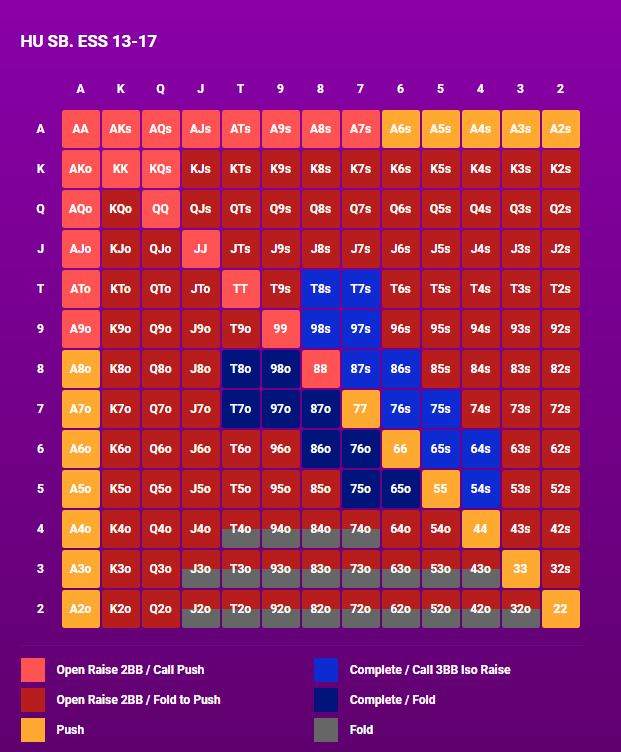 HU SB. ESS 13-17
A K Q J T 9 8 7 6 5 4 3 2
A AA AKs AQs AJs ATs A9s A8s A7s A6s A5s A4s A3s A2s
K AKo KK KQs KJs KTs K9s K8s K7s K6s K5s K4s K3s K2s
Q AQo KQo QQ QJs QTs Q9s Q8s Q7s Q6s Q5s Q4s Q3s Q2s
J AJo KJo QJo JJ JTs J9s J8s J7s J6s J5s J4s J3s J2s
T ATo KTo QTo JTo TT T9s T8s T7s T6s T5s T4s T3s T2s
9 A9o K9o Q9o J9o T9o 99 98s 97s 96s 95s 94s 93s 92s
8 A8o K8o Q8o J8o T8o 98o 88 87s 86s 85s 84s 83s 82s
7 A7o K7o Q7o J7o T7o 97o 87o 77 76s 75s 74s 73s 72s
6 A6o K6o Q6o J6o T6o 96o 86o 76o 66 65s 64s 63s 62s
5 A5o K5o Q5o J5o T5o 95o 85o 75o 65o 55 54s 53s 52s
4 A4o K4o Q4o J4o T4o 94o 84o 74o 64o 54o 44 43s 42s
3 A3o K3o Q3o J3o T3o 93o 83o 73o 63o 53o 43o 33 32s
2 A2o K2o Q2o J2o T2o 92o 82o 72o 62o 52o 42o 32o 22
Open Raise 2BB / Call Push
Complete / Call 3BB Iso Raise
Open Raise 2BB / Fold to Push
Complete / Fold
Push
Fold